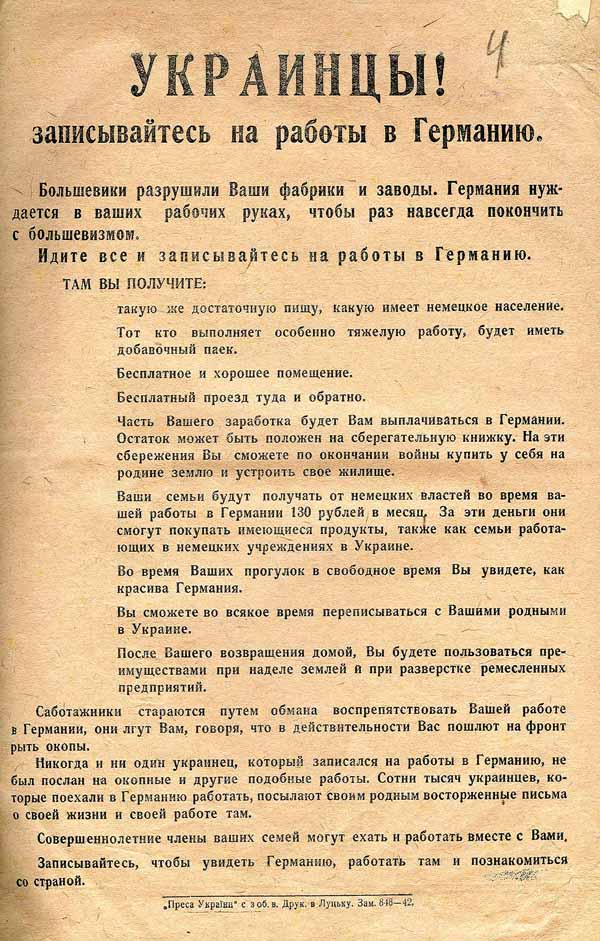 4
УКРАИНЦЫ!
записывайтесь на работы в Германию.
Большевики разрушили Ваши фабрики и заводы. Германия нуж-
дается в ваших рабочих руках, чтобы раз навсегда покончить
с большевизмом.
Идите все и записывайтесь на работы в Германию.
ТАМ ВЫ ПОЛУЧИТЕ:
такую же достаточную пищу, какую имеет немецкое население.
Тот кто выполняет особенно тяжелую работу, будет иметь
добавочный паек.
Бесплатное и хорошее помещение.
Бесплатный проезд туда и обратно.
Часть Вашего заработка будет Вам выплачиваться в Германии.
Остаток может быть положен на сберегательную книжку. На эти
сбережения Вы сможете по окончании войны купить у себя на
родине землю и устроить свое жилище.
Ваши семьи будут получать от немецких властей во время ва-
шей работы в Германии 130 рублей в месяц. За эти деньги они
смогут покупать имеющиеся продукты, также как семьи работа-
ющих в немецких учреждениях в Украине.
Во время Ваших прогулок в свободное время Вы увидете, как
красива Германия.
Вы сможете во всякое время переписываться с Вашими родными
в Украине.
После Вашего возвращения домой, Вы будете пользоваться пре-
имуществами при наделе землей й при разверстке ремесленных
предприятий.
Саботажники стараются путем обмана воспрепятствовать Вашей работе
в Германии, они лгут Вам, говоря, что в действительности Вас пошлют на фронт
рыть окопы.
Никогда и ни один украинец, который записался на работы в Германию, не
был послан на окопные и другие подобные работы. Сотни тысяч украинцев, ко-
торые поехали в Германию работать, посылают своим родным восторженные письма
о своей жизни и своей работе там.
Совершеннолетние члены ваших семей могут ехать и работать вместе с Вами.
Записывайтесь, чтобы увидеть Германию, работать там и познакомиться
со страной.
„Преса України" с з об. в. Друк. в Луцьку. Зам. 848—42.